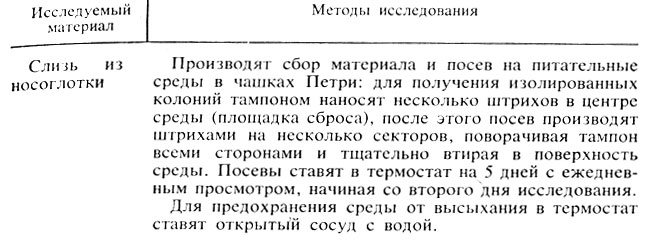 Исследуемый материал
Методы исследования
Слизь из носоглотки
Производят сбор материала и посев на питательные
среды в чашках Петри: для получения изолированных
колоний тампоном наносят несколько штрихов в центре
среды (площадка сброса), после этого посев производят
штрихами на несколько секторов, поворачивая тампон
всеми сторонами и тщательно втирая в поверхность
среды. Посевы ставят в термостат на 5 дней с ежеднев-
ным просмотром, начиная со второго дня исследования.
Для предохранения среды от высыхания в термостат
ставят открытый сосуд с водой.